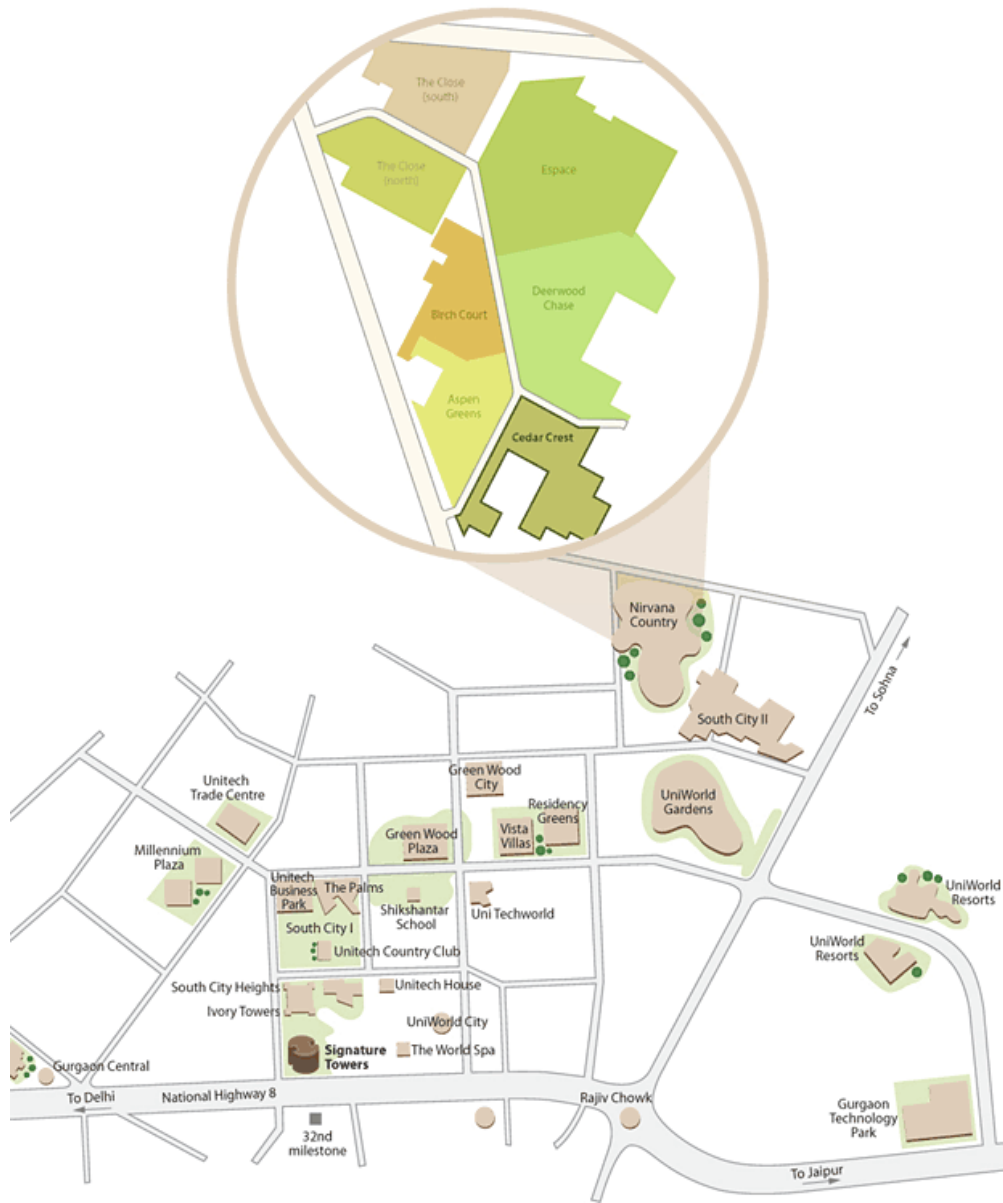 The Close
(south)
The Close
(north)
Espace
Deerwood
Chase
Birch Court
Aspen
Greens
Cedar Crest
Nirvana
Country
To Sohna
South City II
Green Wood
City
Unitech
Trade Centre
UniWorld
Gardens
Residency
Greens
Vista
Villas
Green Wood
Plaza
Millennium
Plaza
Unitech
Business
Park
The Palms
Shikshantar
School
Uni Techworld
UniWorld
Resorts
South City I
Unitech Country Club
UniWorld
Resorts
South City Heights
Unitech House
Ivory Towers
UniWorld City
Signature
Towers
The World Spa
Gurgaon Central
To Delhi
National Highway 8
Rajiv Chowk
Gurgaon
Technology
Park
32nd
milestone
To Jaipur